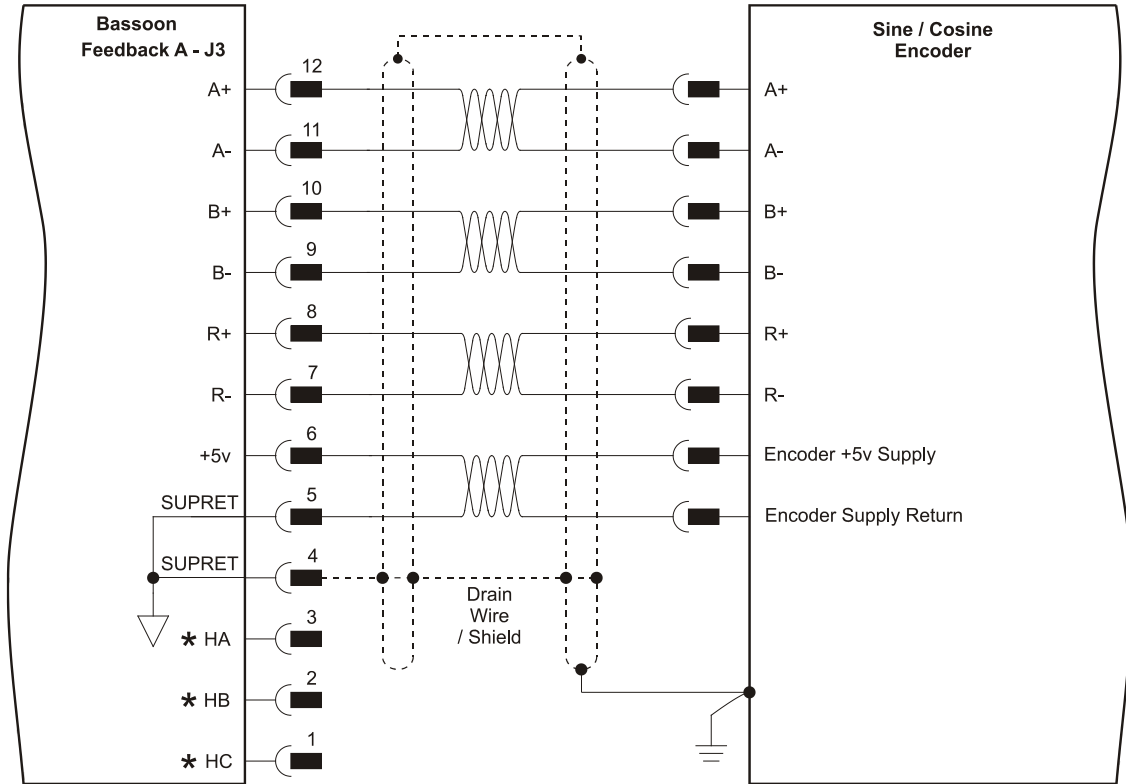 Bassoon
Feedback A - J3
Sine / Cosine
Encoder
A+ 12 A+
A- 11 A-
B+ 10 B+
B- 9 B-
R+ 8 R+
R- 7 R-
+5v 6 Encoder +5v Supply
SUPRET 5 Encoder Supply Return
SUPRET 4
Drain
Wire
/ Shield
* HA 3
* HB 2
* HC 1